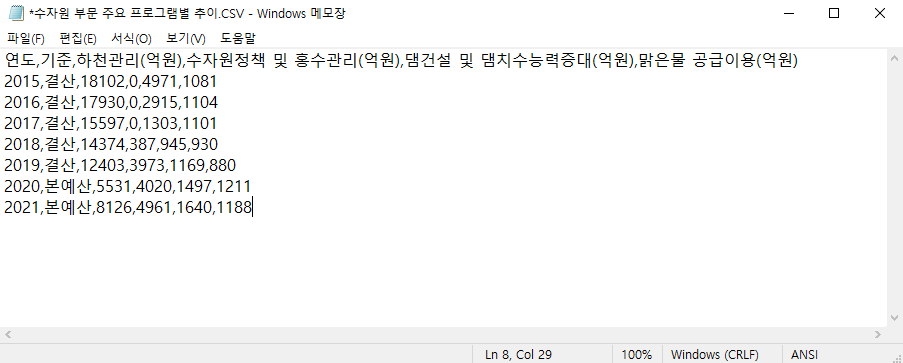 *수자원 부문 주요 프로그램별 추이.CSV - Windows 메모장
파일(F) 편집(E) 서식(O) 보기(V) 도움말
연도,기준,하천관리(억원),수자원정책 및 홍수관리(억원),댐건설 및 댐치수능력증대(억원),맑은물 공급이용(억원)
2015,결산,18102,0,4971,1081
2016,결산,17930,0,2915,1104
2017,결산,15597,0,1303,1101
2018,결산,14374,387,945,930
2019,결산,12403,3973,1169,880
2020,본예산,5531,4020,1497,1211
2021,본예산,8126,4961,1640,1188
Ln 8, Col 29 100% Windows (CRLF) ANSI